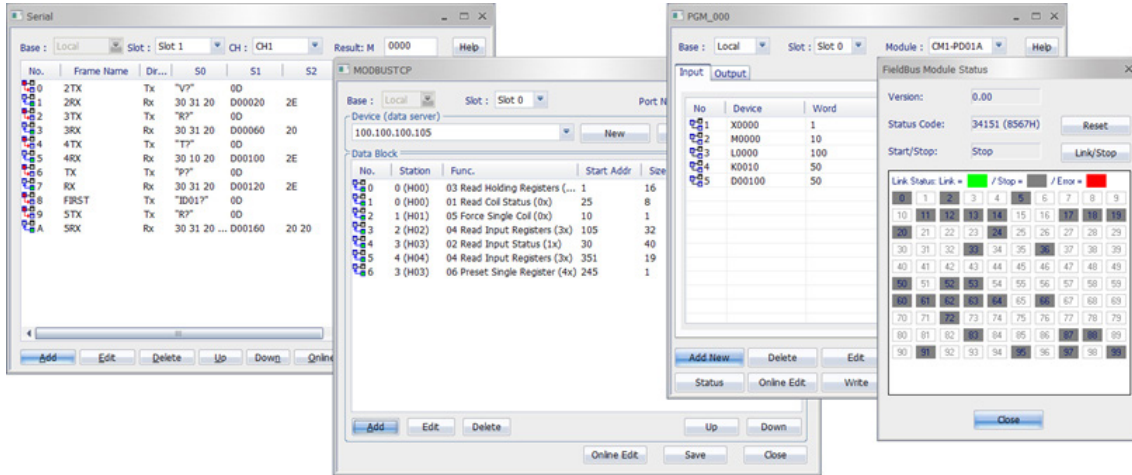 Serial
Base : Local Slot : Slot 1 CH : CH1 Result: M 0000 Help
No. Frame Name Dir... S0 S1 S2
0 2TX Tx "V?" 0D
1 2RX Rx 30 31 20 D00020 2E
2 3TX Tx "R?" 0D
3 3RX Rx 30 31 20 D00060 20
4 4TX Tx "T?" 0D
5 4RX Rx 30 10 20 D00100 2E
6 TX Tx "P?" 0D
7 RX Rx 30 31 20 D00120 2E
8 FIRST Tx "ID01?" 0D
9 5TX Tx "R?" 0D
A 5RX Rx 30 31 20 ... D00160 20 20
Add Edit Delete Up Down Online
MODBUSTCP
Base : Local Slot : Slot 0 Port N
Device (data server)
100.100.100.105 New
Data Block
No. Station Func. Start Addr Size
0 0 (H00) 03 Read Holding Registers (... 1 16
1 0 (H00) 01 Read Coil Status (0x) 25 8
2 1 (H01) 05 Force Single Coil (0x) 10 1
3 2 (H02) 04 Read Input Registers (3x) 105 32
4 3 (H03) 02 Read Input Status (1x) 30 40
5 4 (H04) 04 Read Input Registers (3x) 351 19
6 3 (H03) 06 Preset Single Register (4x) 245 1
Add Edit Delete Up Down
Online Edit Save Close
PGM_000
Base : Local Slot : Slot 0 Module : CM1-PD01A Help
Input Output
No Device Word
1 X0000 1
2 M0000 10
3 L0000 100
4 K0010 50
5 D00100 50
Add New Delete Edit
Status Online Edit Write
FieldBus Module Status
Version: 0.00
Status Code: 34151 (8567H) Reset
Start/Stop: Stop Link/Stop
Link Status: Link = / Stop = / Error =
0 1 2 3 4 5 6 7 8 9
10 11 12 13 14 15 16 17 18 19
20 21 22 23 24 25 26 27 28 29
30 31 32 33 34 35 36 37 38 39
40 41 42 43 44 45 46 47 48 49
50 51 52 53 54 55 56 57 58 59
60 61 62 63 64 65 66 67 68 69
70 71 72 73 74 75 76 77 78 79
80 81 82 83 84 85 86 87 88 89
90 91 92 93 94 95 96 97 98 99
Close